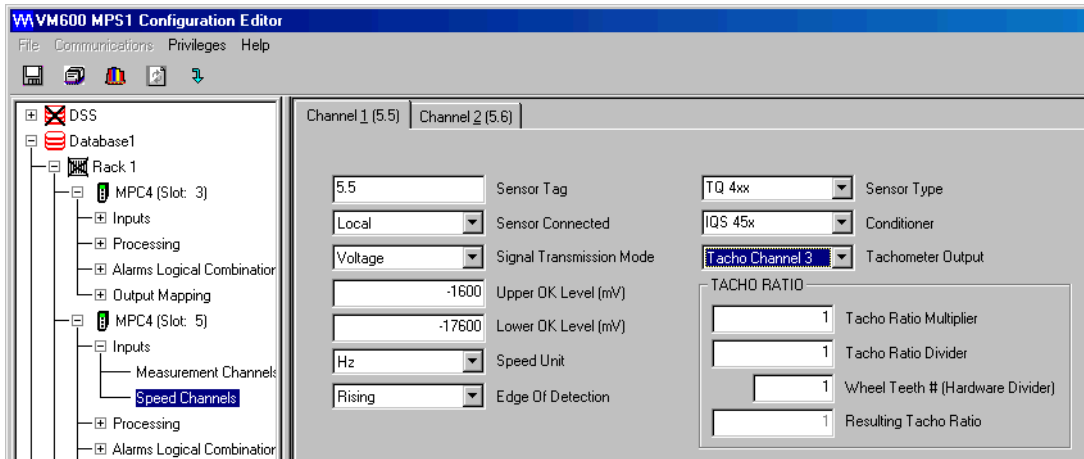 VM600 MPS1 Configuration Editor
File Communications Privileges Help
DSS
Database1
Rack 1
MPC4 (Slot: 3)
Inputs
Processing
Alarms Logical Combination
Output Mapping
MPC4 (Slot: 5)
Inputs
Measurement Channels
Speed Channels
Processing
Alarms Logical Combination
Channel 1 (5.5) Channel 2 (5.6)
5.5 Sensor Tag
Local Sensor Connected
Voltage Signal Transmission Mode
-1600 Upper OK Level (mV)
-17600 Lower OK Level (mV)
Hz Speed Unit
Rising Edge Of Detection
TQ 4xx Sensor Type
IQS 45x Conditioner
Tacho Channel 3 Tachometer Output
TACHO RATIO
1 Tacho Ratio Multiplier
1 Tacho Ratio Divider
1 Wheel Teeth # (Hardware Divider)
1 Resulting Tacho Ratio